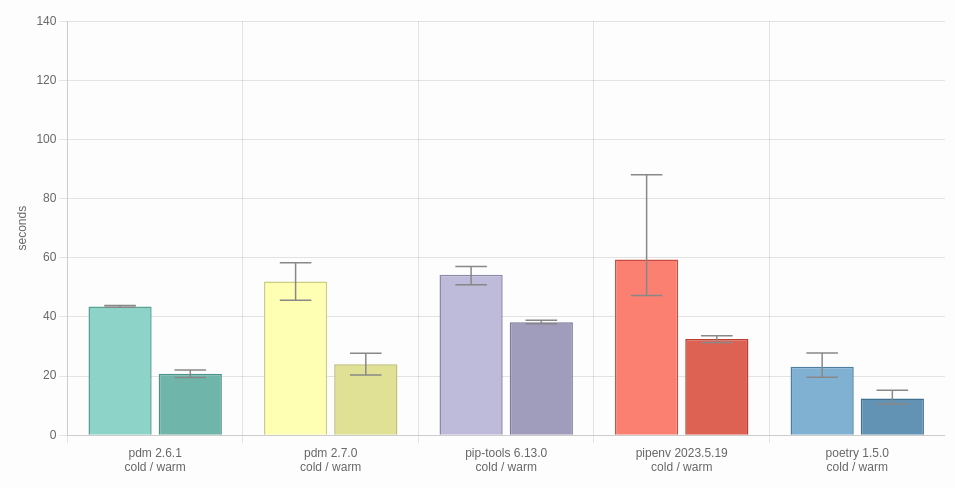 140
120
100
80
60
40
20
0
seconds
pdm 2.6.1
cold / warm
pdm 2.7.0
cold / warm
pip-tools 6.13.0
cold / warm
pipenv 2023.5.19
cold / warm
poetry 1.5.0
cold / warm